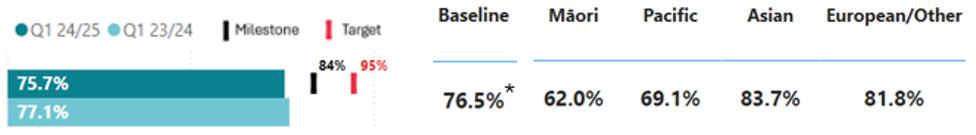 Q1 24/25 Q1 23/24 Milestone Target
84% 95%
75.7%
77.1%
Baseline Māori Pacific Asian European/Other
76.5%* 62.0% 69.1% 83.7% 81.8%